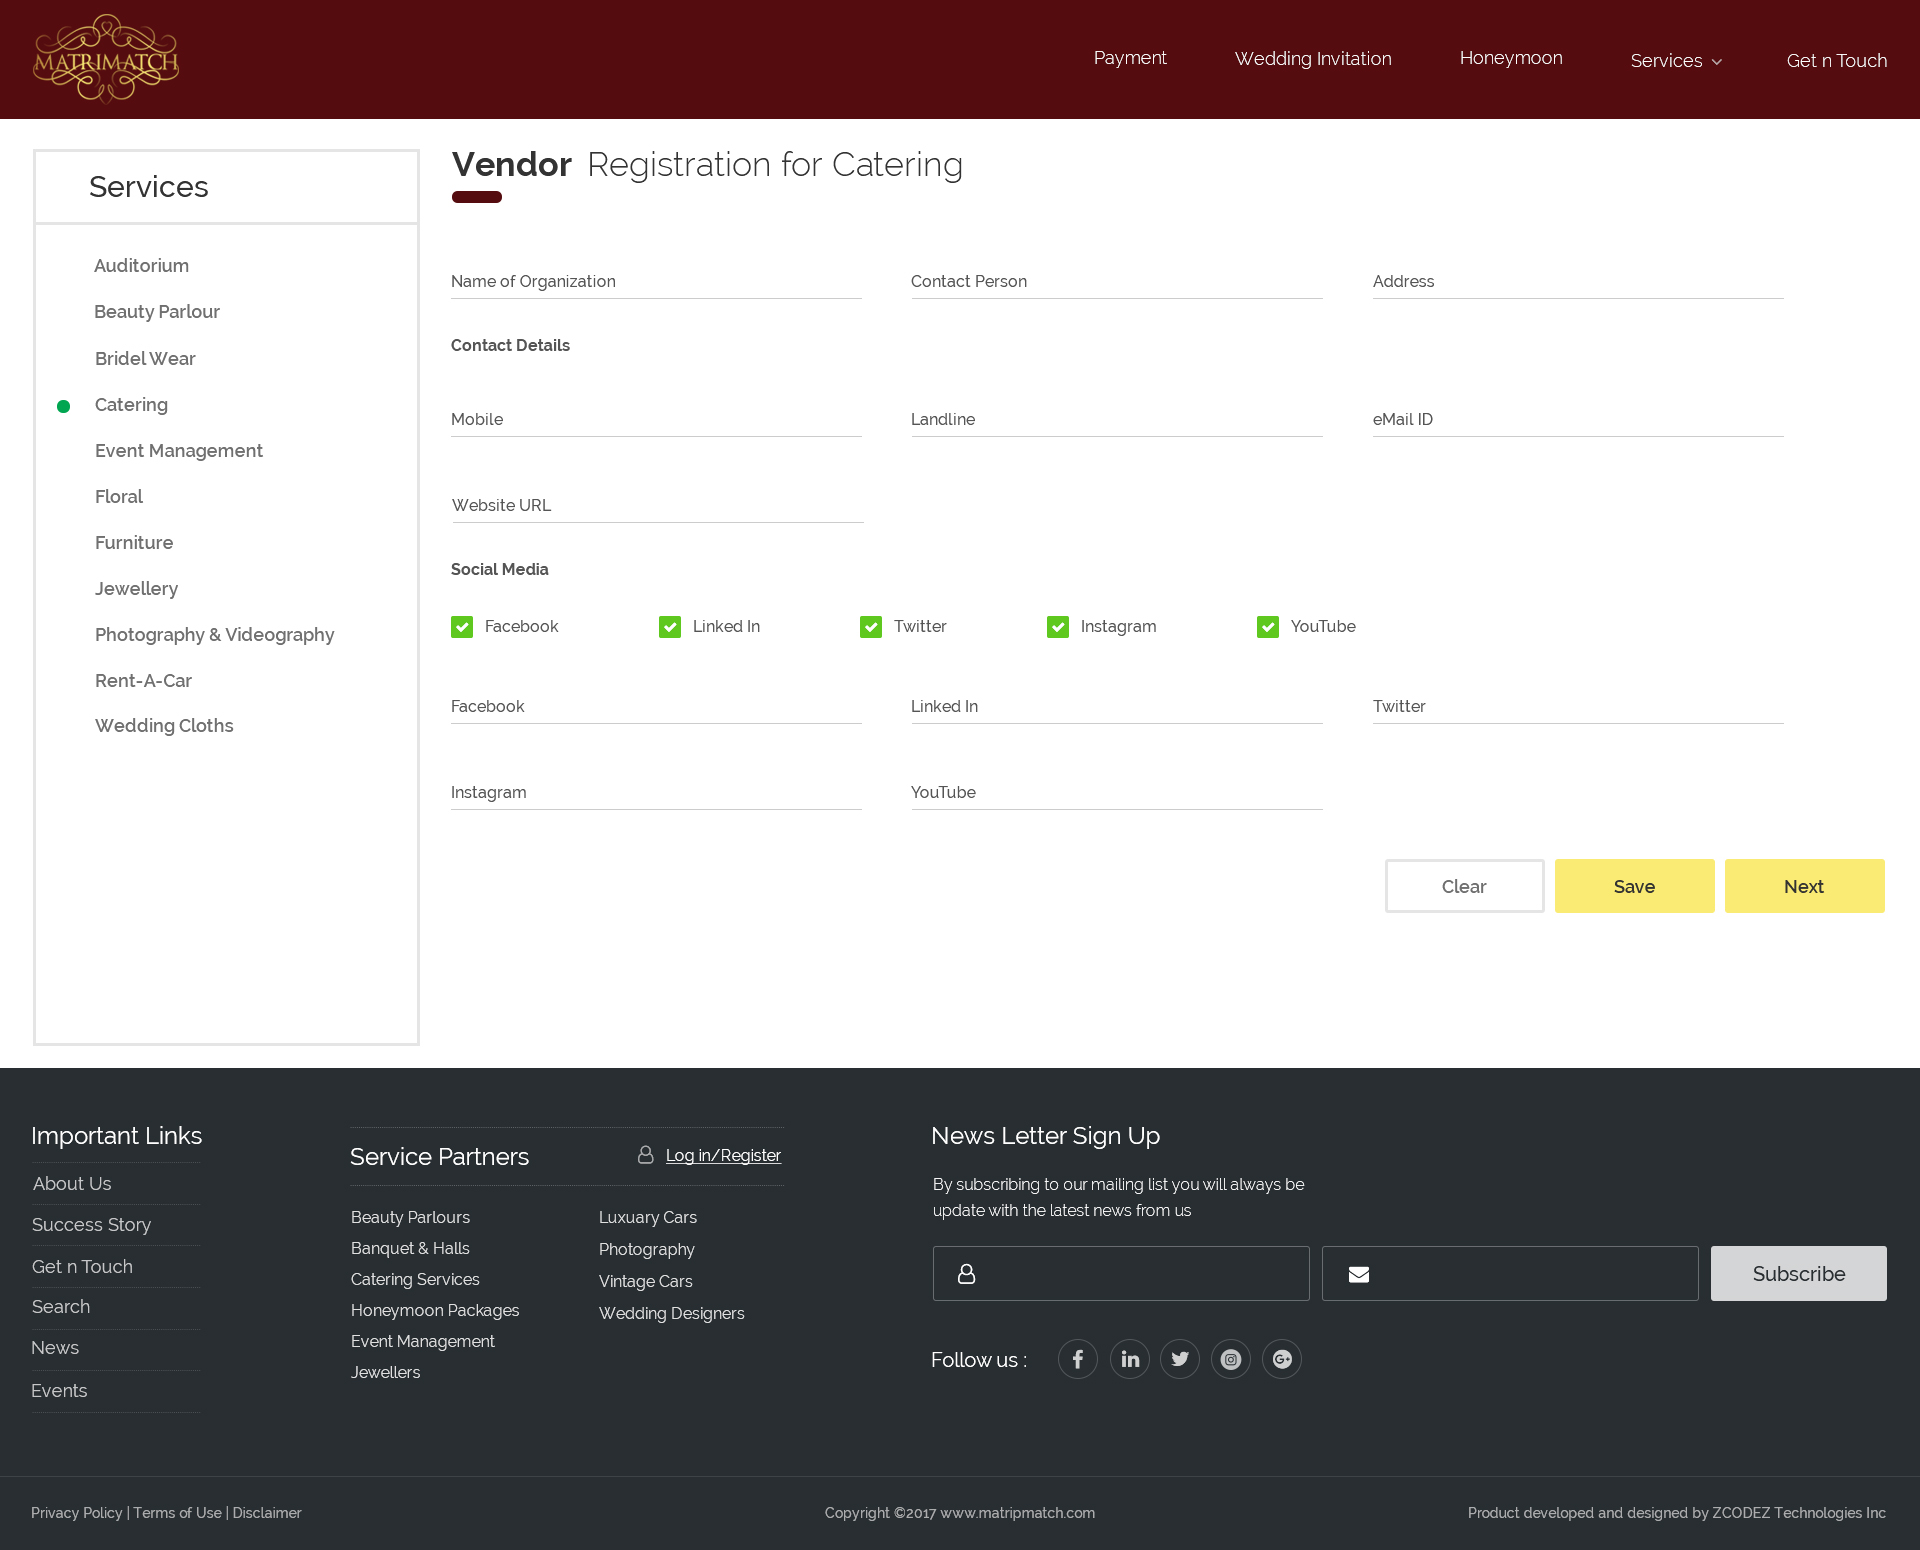 MATRIMATCH
Payment Wedding Invitation Honeymoon Services Get n Touch
Services
Auditorium
Beauty Parlour
Bridel Wear
Catering
Event Management
Floral
Furniture
Jewellery
Photography & Videography
Rent-A-Car
Wedding Cloths
Vendor Registration for Catering
Name of Organization Contact Person Address
Contact Details
Mobile Landline eMail ID
Website URL
Social Media
Facebook Linked In Twitter Instagram YouTube
Facebook Linked In Twitter
Instagram YouTube
Clear Save Next
Important Links
About Us
Success Story
Get n Touch
Search
News
Events
Service Partners Log in/Register
Beauty Parlours
Banquet & Halls
Catering Services
Honeymoon Packages
Event Management
Jewellers
Luxuary Cars
Photography
Vintage Cars
Wedding Designers
News Letter Sign Up
By subscribing to our mailing list you will always be
update with the latest news from us
Subscribe
Follow us :
Privacy Policy | Terms of Use | Disclaimer
Copyright ©2017 www.matripmatch.com
Product developed and designed by ZCODEZ Technologies Inc